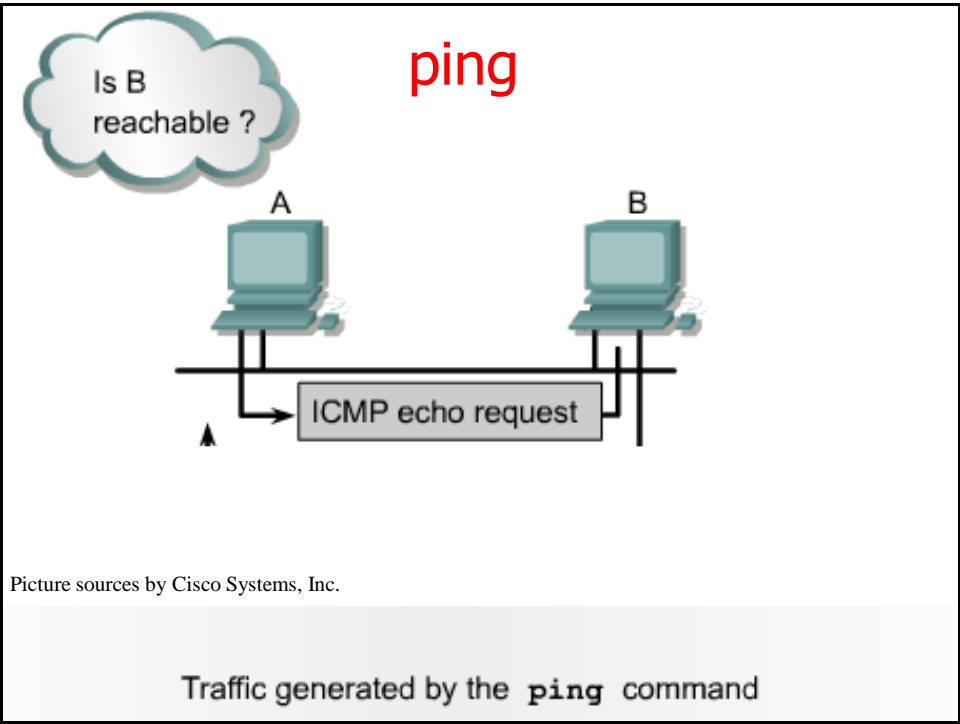 ping
Is B
reachable ?
A
B
ICMP echo request
Picture sources by Cisco Systems, Inc.
Traffic generated by the ping command